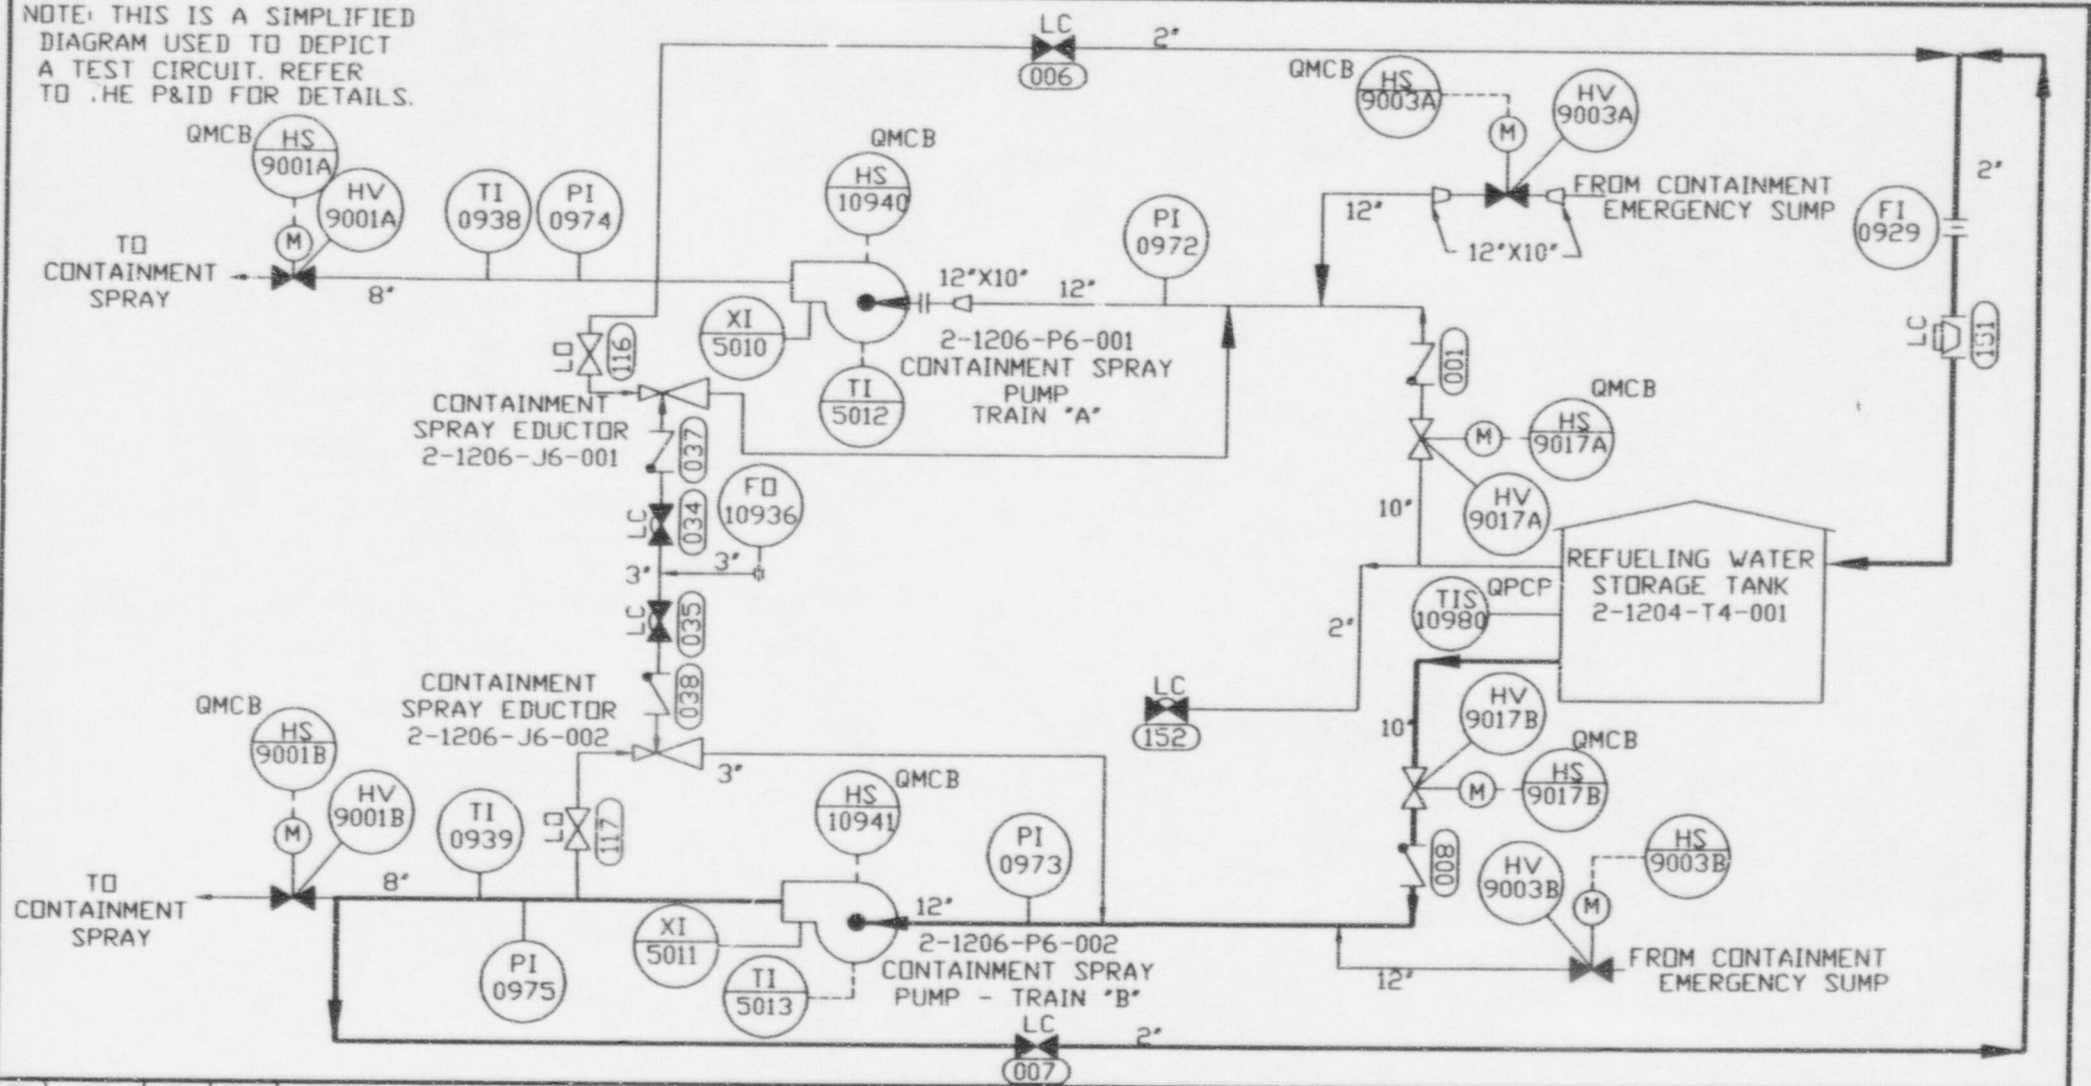 NOTE: THIS IS A SIMPLIFIED
DIAGRAM USED TO DEPICT
A TEST CIRCUIT. REFER
TO .HE P&ID FOR DETAILS.
LC
006
2"
QMCB
HS
9003A
HV
9003A
M
FROM CONTAINMENT
EMERGENCY SUMP
12"
12"X10"
2"
FI
0929
LC
151
QMCB
HS
9001A
HV
9001A
M
TO
CONTAINMENT
SPRAY
8"
TI
0938
PI
0974
QMCB
HS
10940
XI
5010
TI
5012
12"X10"
12"
PI
0972
2-1206-P6-001
CONTAINMENT SPRAY
PUMP
TRAIN "A"
LO
116
CONTAINMENT
SPRAY EDUCTOR
2-1206-J6-001
037
LC
034
FO
10936
3"
3"
LC
035
038
001
QMCB
M
HS
9017A
HV
9017A
10"
REFUELING WATER
STORAGE TANK
2-1204-T4-001
QPCP
TIS
10980
2"
LC
152
10"
HV
9017B
QMCB
M
HS
9017B
008
HV
9003B
HS
9003B
M
FROM CONTAINMENT
EMERGENCY SUMP
12"
CONTAINMENT
SPRAY EDUCTOR
2-1206-J6-002
3"
QMCB
HS
9001B
HV
9001B
M
TO
CONTAINMENT
SPRAY
8"
TI
0939
LO
117
PI
0975
QMCB
HS
10941
XI
5011
TI
5013
12"
PI
0973
2-1206-P6-002
CONTAINMENT SPRAY
PUMP - TRAIN "B"
LC
007
2"